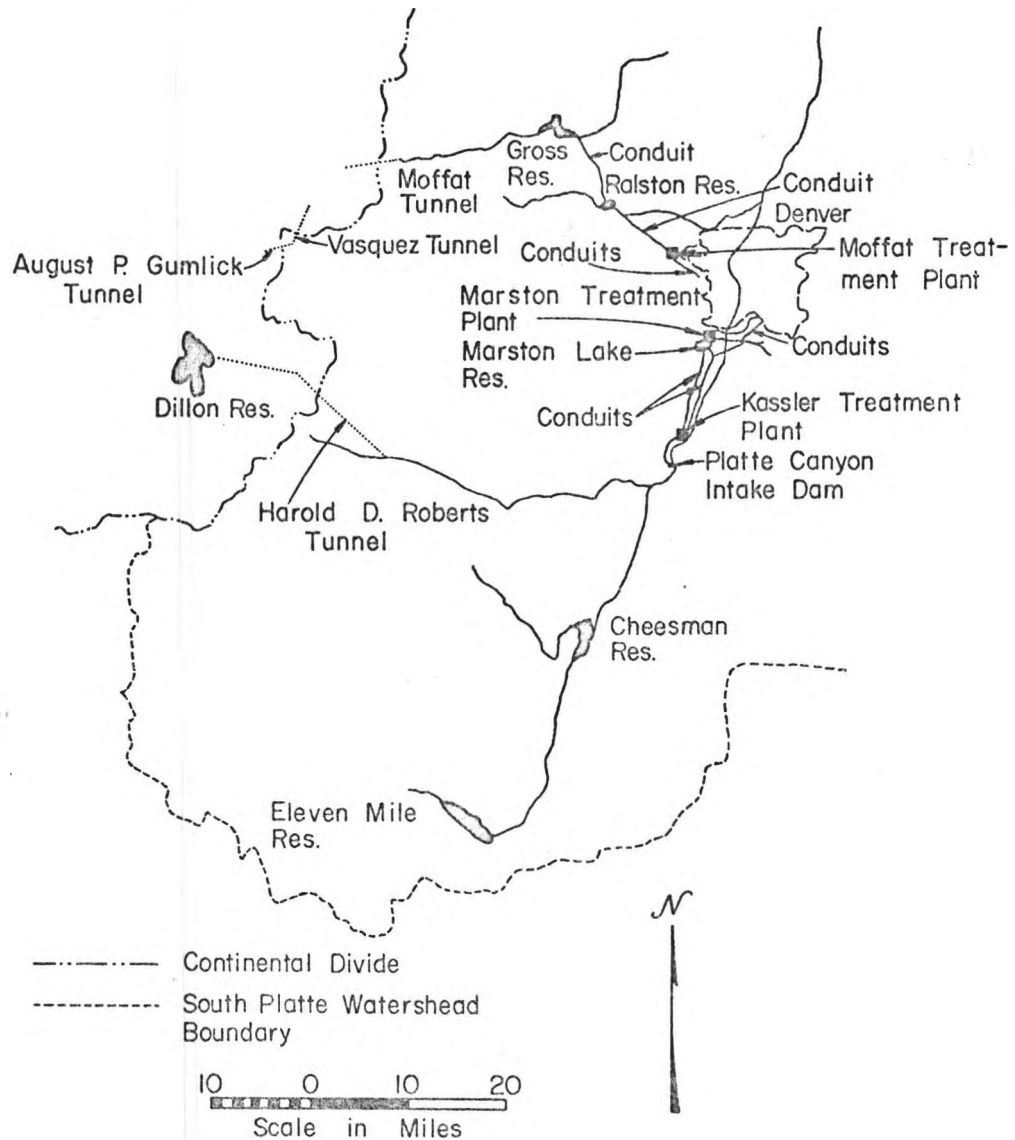 Gross
Res.
Conduit
Ralston Res.
Conduit
Moffat
Tunnel
Denver
Vasquez Tunnel
Conduits
Moffat Treat-
ment Plant
August P. Gumlick
Tunnel
Marston Treatment
Plant
Marston Lake
Res.
Conduits
Dillon Res.
Conduits
Kassler Treatment
Plant
Platte Canyon
Intake Dam
Harold D. Roberts
Tunnel
Cheesman
Res.
Eleven Mile
Res.
N
Continental Divide
South Platte Watershead
Boundary
10 0 10 20
Scale in Miles